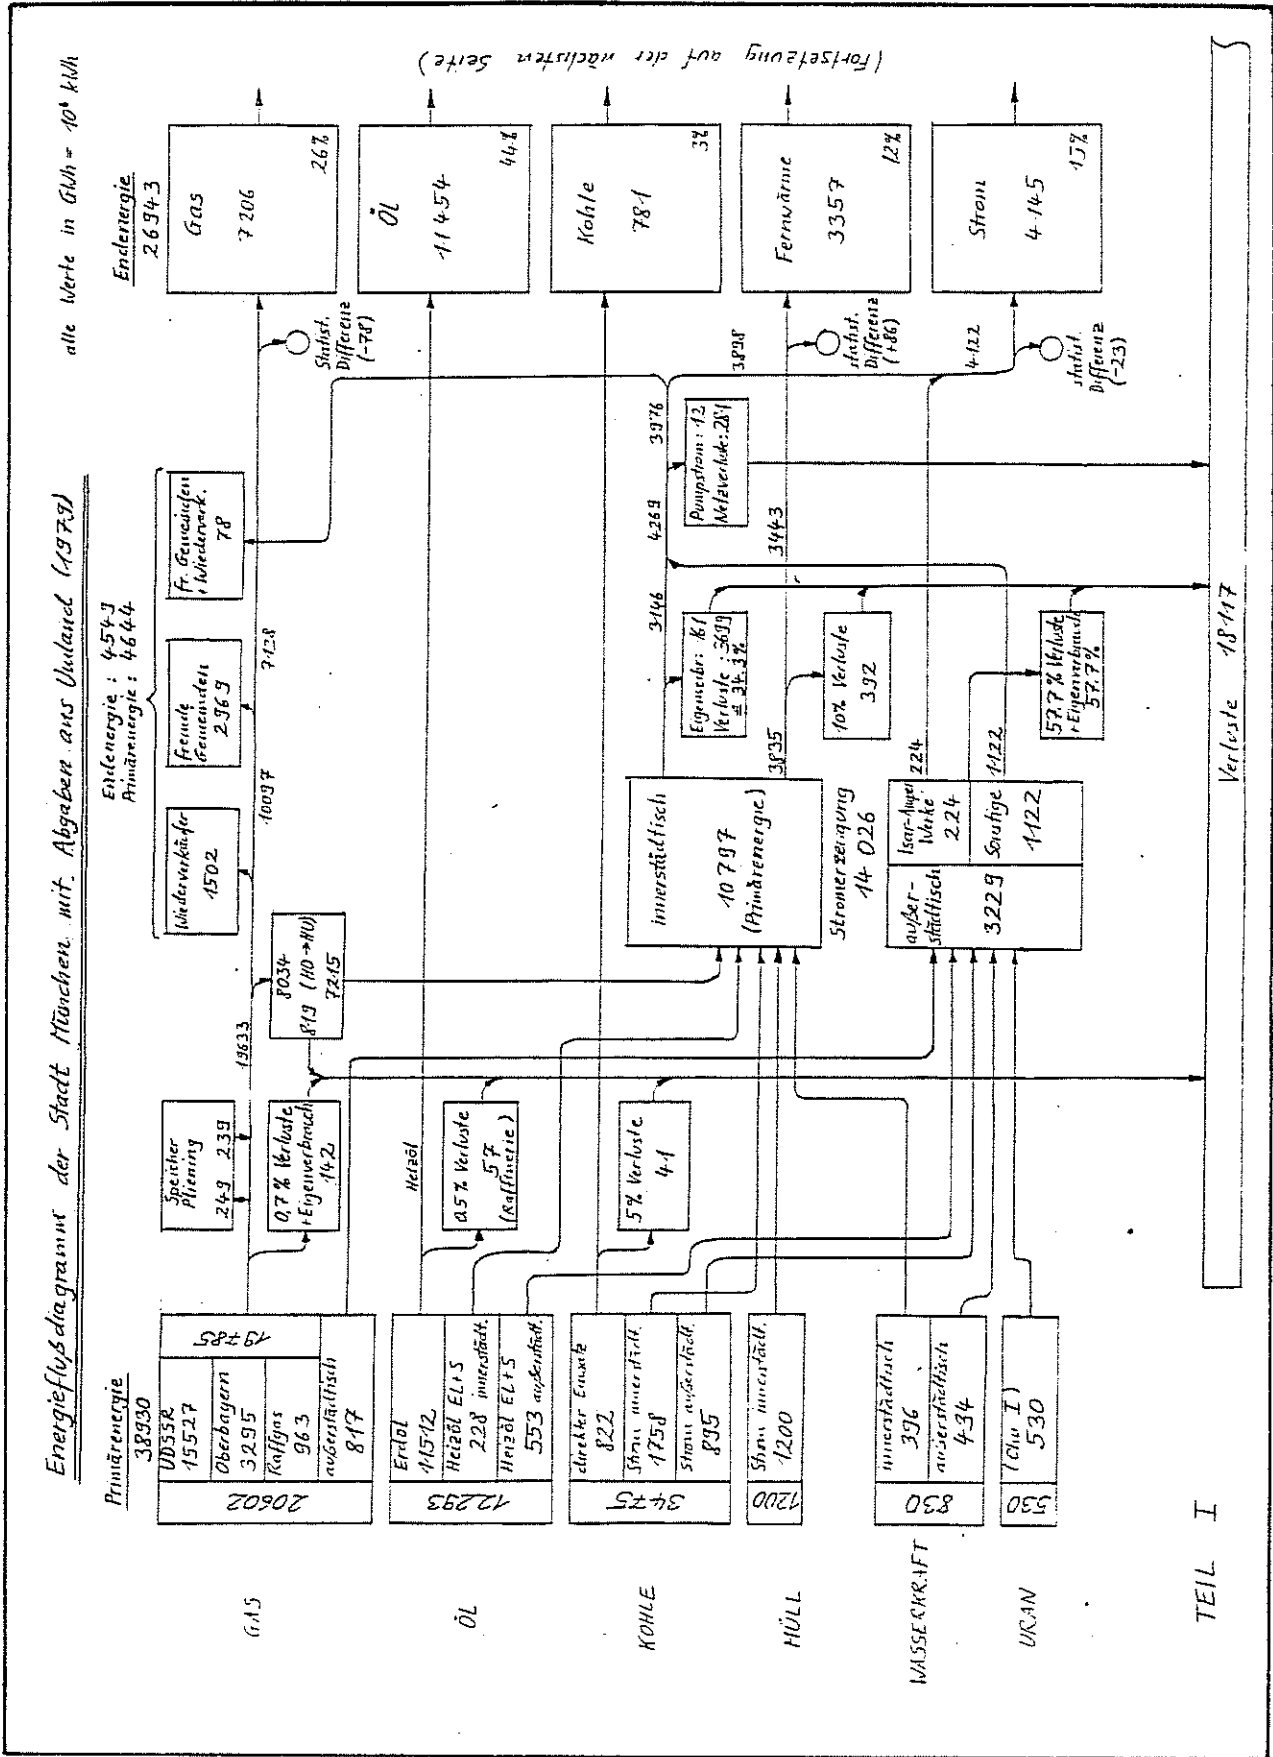 Energieflußdiagramm der Stadt München mit Abgaben ans Umland (1979)
alle Werte in GWh = 10⁶ kWh
Primärenergie
38930
GAS
20602
UDSSR
15527
Oberbayern
3295
Raffgas
963
19785
außerstädtisch
817
ÖL
12293
Erdöl
11512
Heizöl EL+S
228 innerstädt.
Heizöl EL+S
553 außerstädt.
KOHLE
3475
direkter Einsatz
822
Strom innerstädt.
1758
Strom außerstädt.
895
MÜLL
1200
Strom innerstädt.
1200
WASSERKRAFT
830
innerstädtisch
396
ausserstädtisch
434
URAN
530
(Ohu I)
530
Speicher
Pliening
249 239
0,7% Verluste
+Eigenverbrauch
142
19633
Heizöl
0.5% Verluste
57
(Raffinerie)
5% Verluste
41
8034
819 (HO→HU)
7215
Endenergie : 4549
Primärenergie : 4644
Wiederverkäufer
1502
10097
Fremde
Gemeinden
2969
7128
Fr. Gemeinden
+ Wiederverk.
78
innerstädtisch
10797
(Primärenergie)
Stromerzeugung
14 026
außer-
städtisch
3229
Isar-Amper
Werke
224
Sonstige
1122
3146
3835
224
1122
Eigenverbr.: 161
Verluste : 3699
≙ 34.3%
10% Verluste
392
57.7% Verluste
+Eigenverbrauch
57.7%
4269
3443
3976
Pumpstrom: 12
Netzverluste: 281
3898
4122
Statist.
Differenz
(-78)
statist.
Differenz
(+86)
statist.
Differenz
(-23)
Endenergie
26943
Gas
7206
26%
Öl
11454
44%
Kohle
781
3%
Fernwärme
3357
12%
Strom
4145
15%
(Fortsetzung auf der nächsten Seite)
Verluste 18117
TEIL I